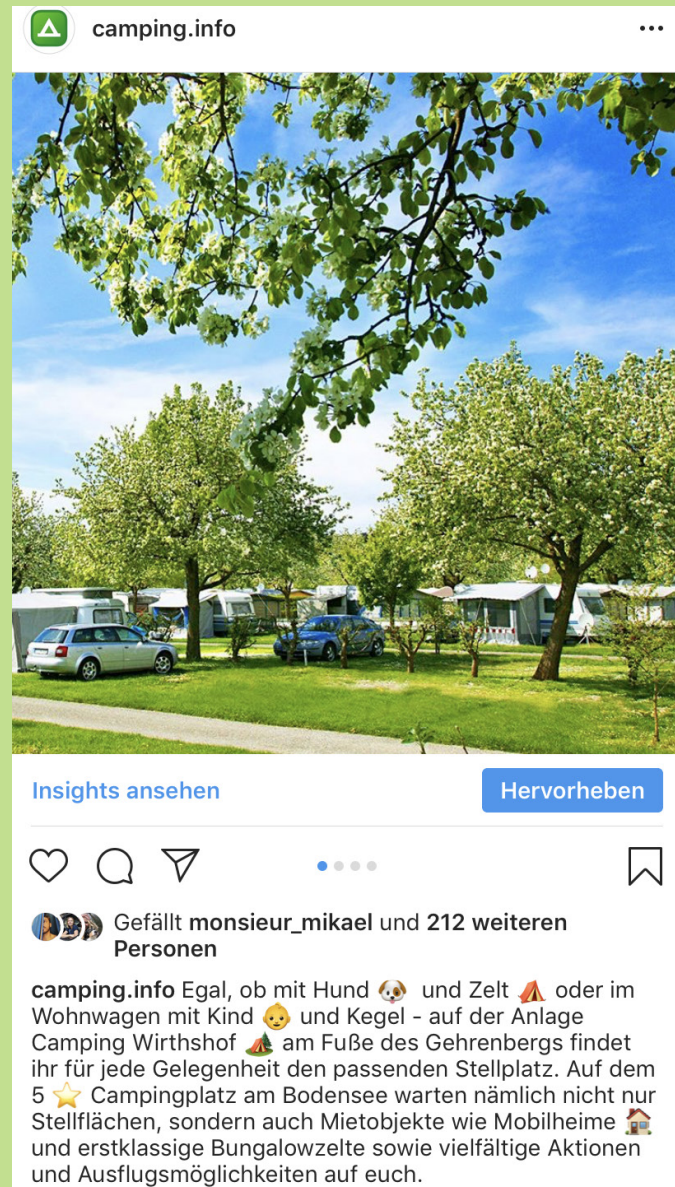 camping.info
Insights ansehen
Hervorheben
Gefällt monsieur_mikael und 212 weiteren
Personen
camping.info Egal, ob mit Hund 🐶 und Zelt ⛺ oder im
Wohnwagen mit Kind 👶 und Kegel - auf der Anlage
Camping Wirthshof 🏕 am Fuße des Gehrenbergs findet
ihr für jede Gelegenheit den passenden Stellplatz. Auf dem
5 ⭐ Campingplatz am Bodensee warten nämlich nicht nur
Stellflächen, sondern auch Mietobjekte wie Mobilheime 🏠
und erstklassige Bungalowzelte sowie vielfältige Aktionen
und Ausflugsmöglichkeiten auf euch.